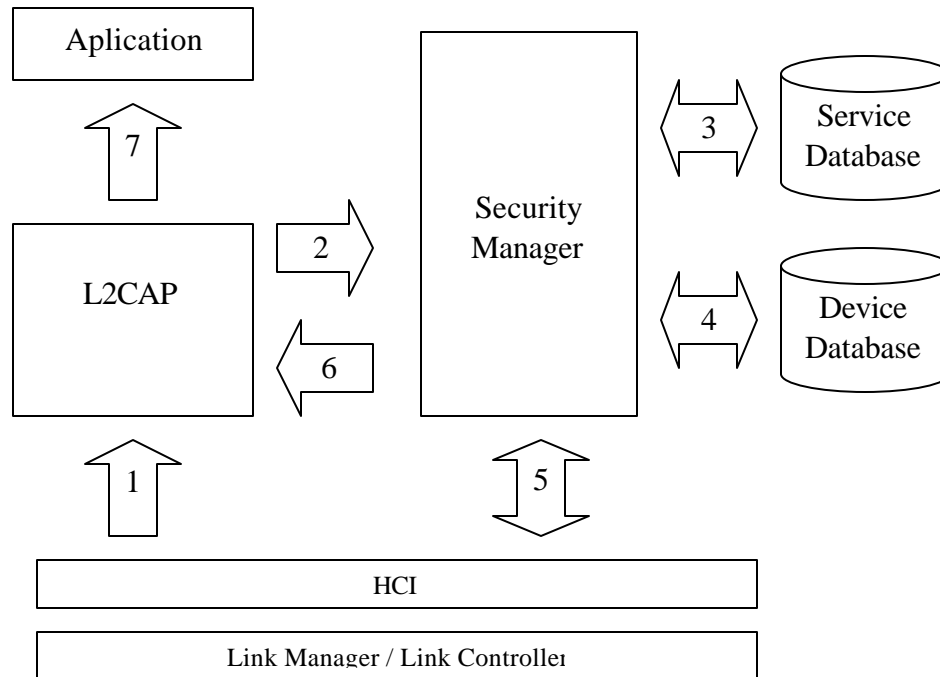 Aplication
7
L2CAP
2
6
1
Security
Manager
3
Service
Database
4
Device
Database
5
HCI
Link Manager / Link Controller